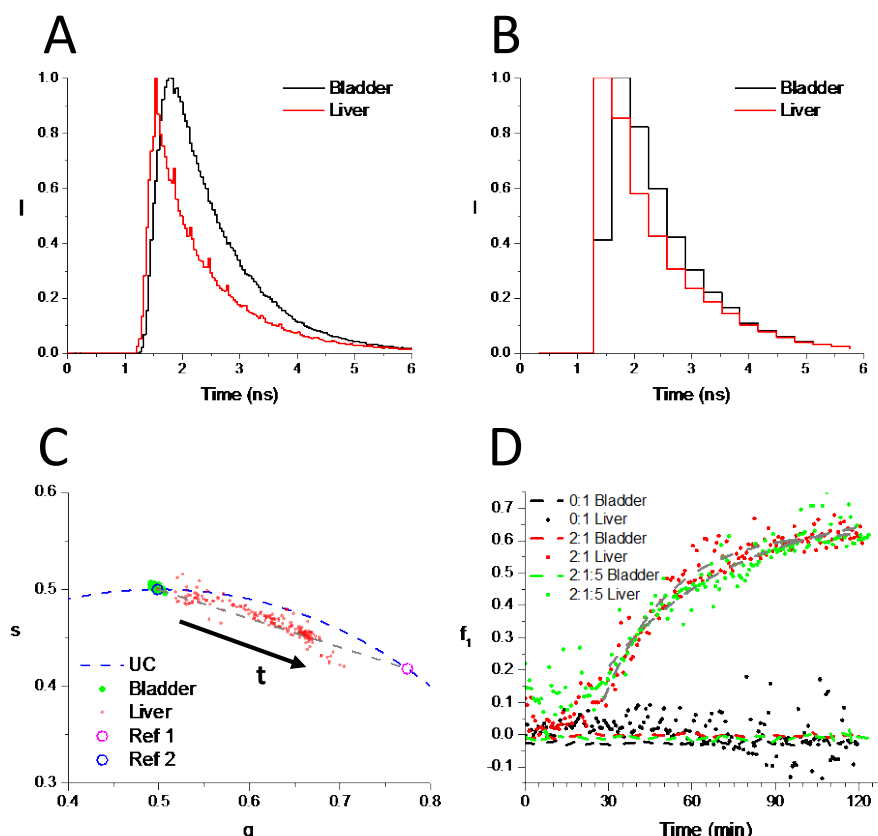 A
1.0
0.8
0.6
0.4
0.2
0.0
I
Bladder
Liver
0 1 2 3 4 5 6
Time (ns)
B
1.0
0.8
0.6
0.4
0.2
0.0
I
Bladder
Liver
0 1 2 3 4 5 6
Time (ns)
C
0.6
0.5
0.4
0.3
s
UC
Bladder
Liver
Ref 1
Ref 2
t
0.4 0.5 0.6 0.7 0.8
D
0.7
0.6
0.5
0.4
0.3
0.2
0.1
0.0
-0.1
f1
0:1 Bladder
0:1 Liver
2:1 Bladder
2:1 Liver
2:1:5 Bladder
2:1:5 Liver
0 30 60 90 120
Time (min)